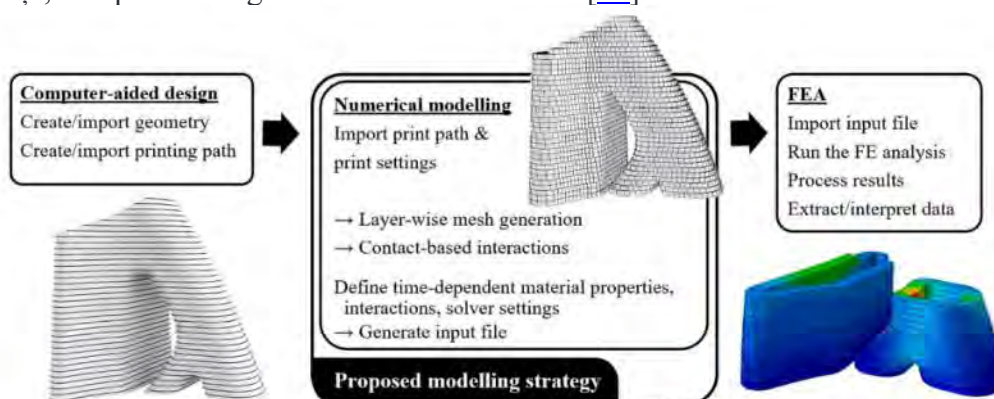 Computer-aided design
Create/import geometry
Create/import printing path
Numerical modelling
Import print path &
print settings
→ Layer-wise mesh generation
→ Contact-based interactions
Define time-dependent material properties,
interactions, solver settings
→ Generate input file
Proposed modelling strategy
FEA
Import input file
Run the FE analysis
Process results
Extract/interpret data